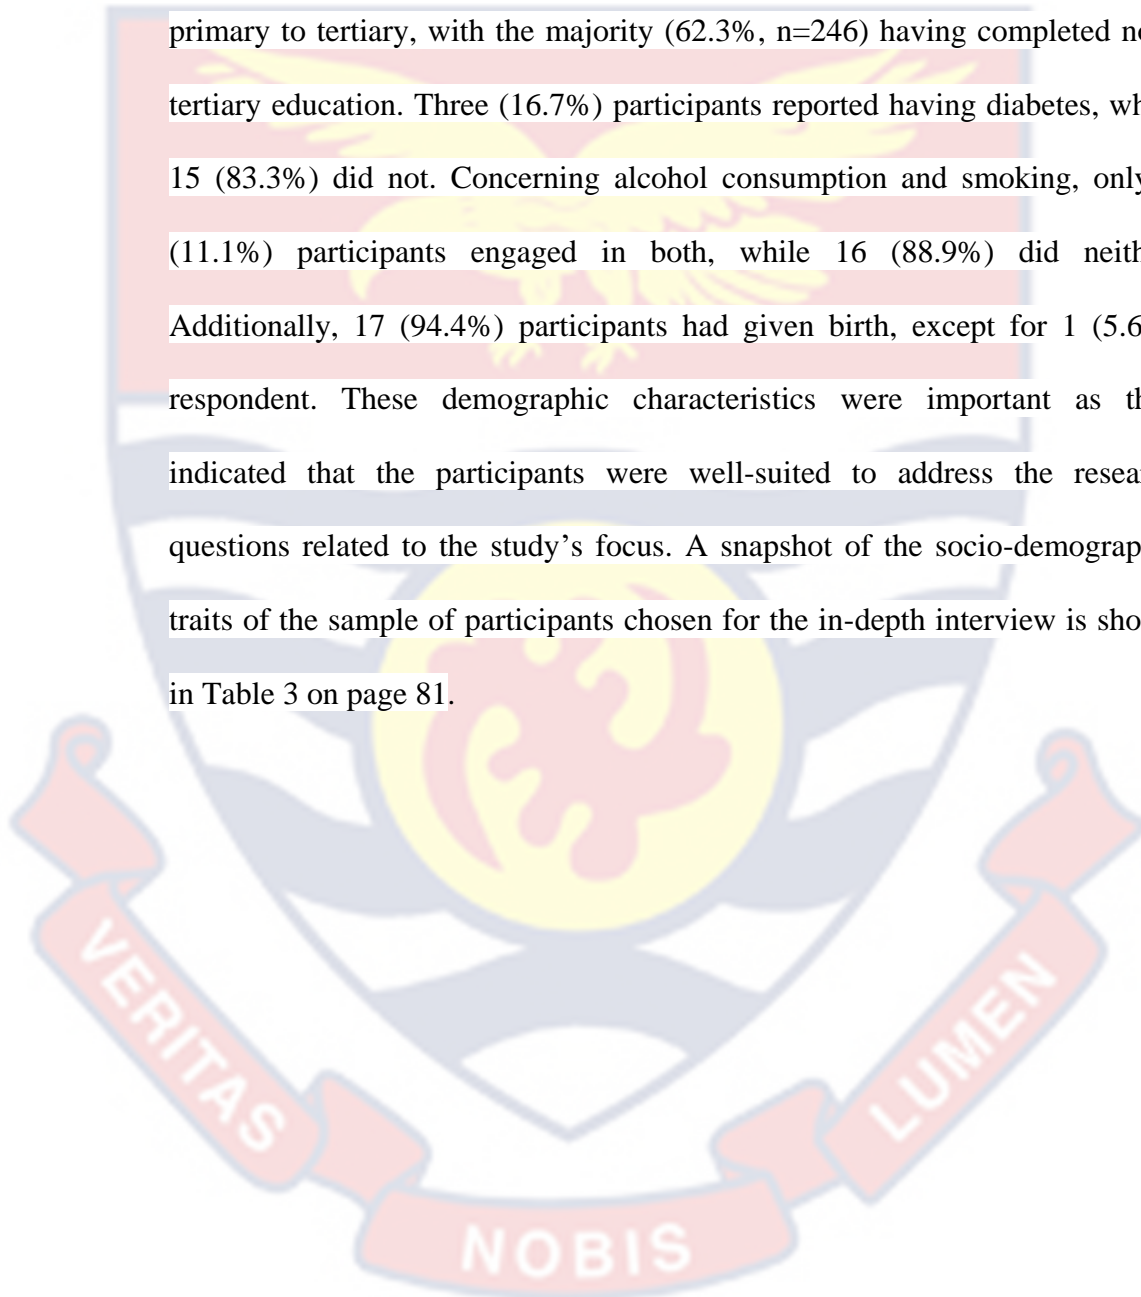 primary to tertiary, with the majority (62.3%, n=246) having completed
tertiary education. Three (16.7%) participants reported having diabetes,
15 (83.3%) did not. Concerning alcohol consumption and smoking,
(11.1%) participants engaged in both, while 16 (88.9%) did
Additionally, 17 (94.4%) participants had given birth, except for 1
respondent. These demographic characteristics were important as
indicated that the participants were well-suited to address the
questions related to the study’s focus. A snapshot of the
traits of the sample of participants chosen for the in-depth interview is
in Table 3 on page 81.
VERITAS
NOBIS
LUMEN